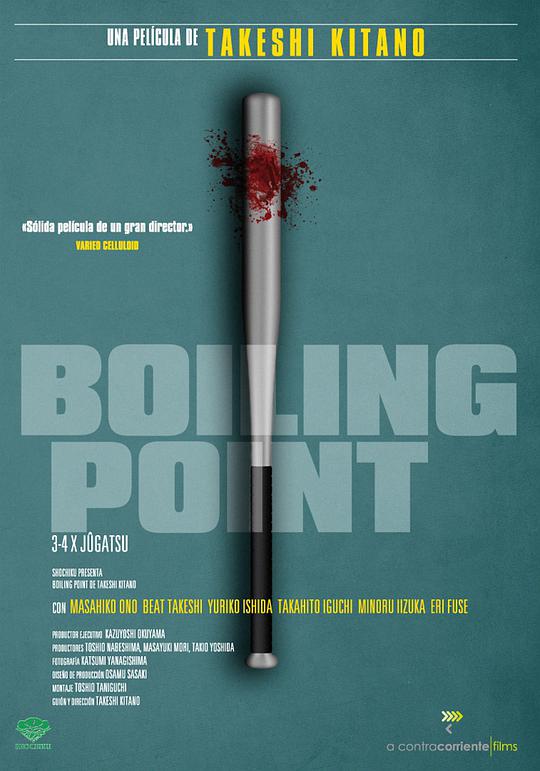 UNA PELÍCULA DE TAKESHI KITANO
«Sólida película de un gran director.»
VARIED CELLULOID
BOILING
POINT
3-4 X JÛGATSU
SHOCHIKU PRESENTA
BOILING POINT DE TAKESHI KITANO
CON MASAHIKO ONO BEAT TAKESHI YURIKO ISHIDA TAKAHITO IGUCHI MINORU IIZUKA ERI FUSE
PRODUCTOR EJECUTIVO KAZUYOSHI OKUYAMA
PRODUCTORES TOSHIO NABESHIMA, MASAYUKI MORI, TAKIO YOSHIDA
FOTOGRAFÍA KATSUMI YANAGISHIMA
DISEÑO DE PRODUCCIÓN OSAMU SASAKI
MONTAJE TOSHIO TANIGUCHI
GUIÓN Y DIRECCIÓN TAKESHI KITANO
SHOCHIKU
a contracorriente films